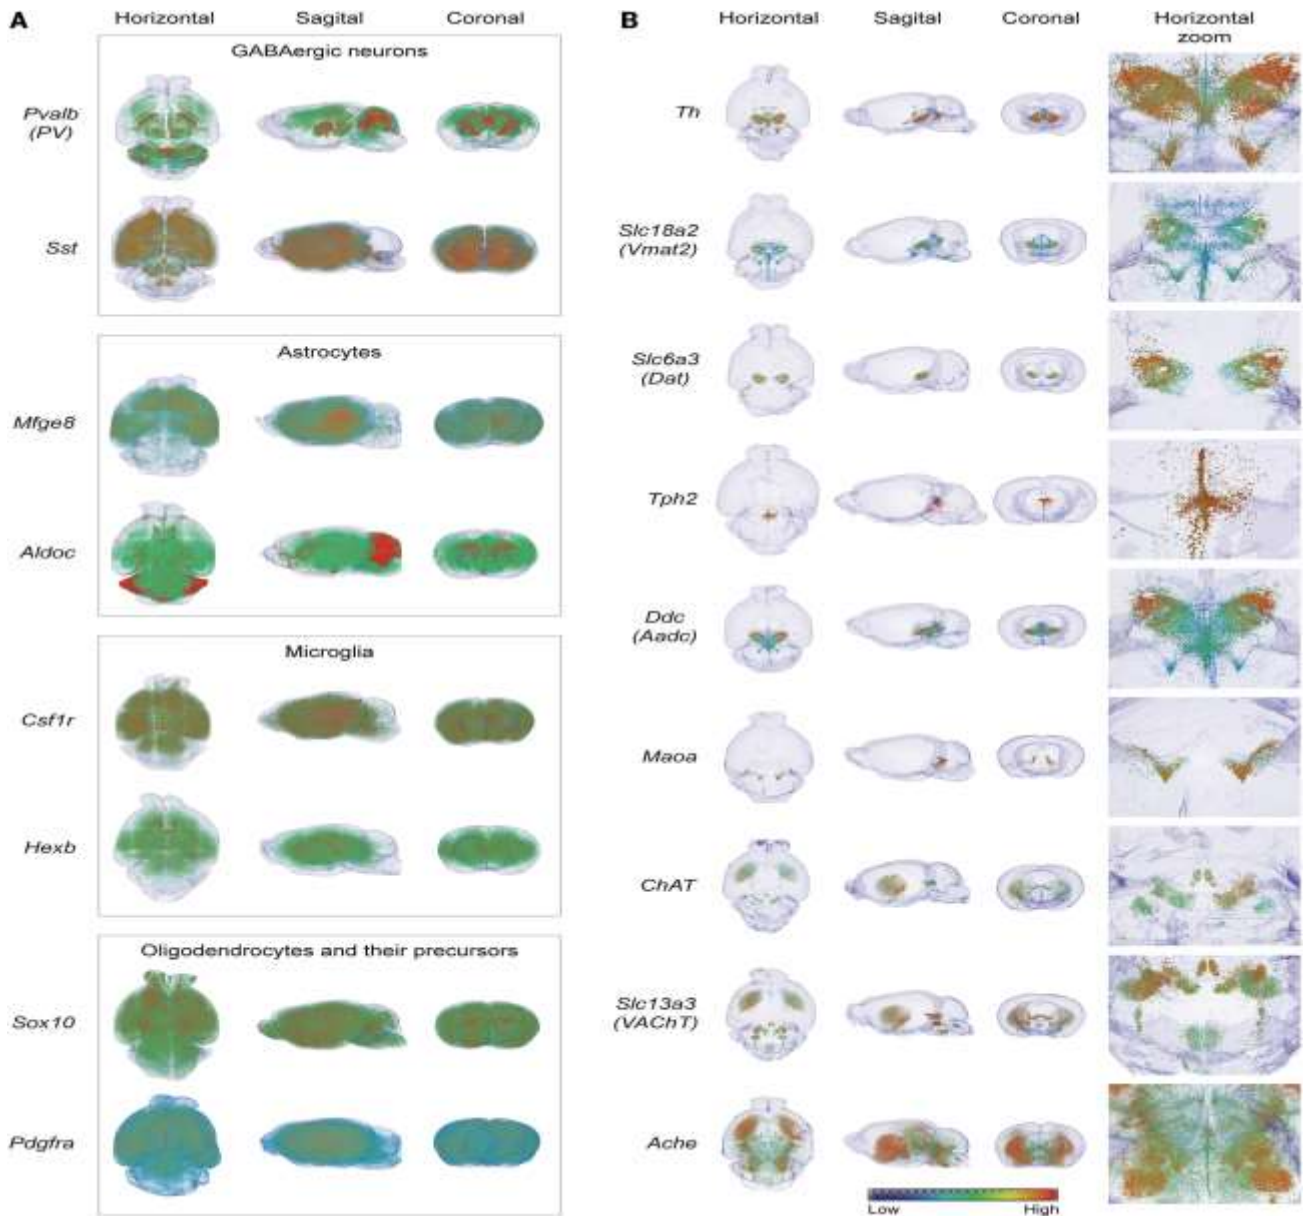 A
Horizontal Sagital Coronal
GABAergic neurons
Pvalb
(PV)
Sst
Astrocytes
Mfge8
Aldoc
Microglia
Csf1r
Hexb
Oligodendrocytes and their precursors
Sox10
Pdgfra
B
Horizontal Sagital Coronal Horizontal
zoom
Th
Slc18a2
(Vmat2)
Slc6a3
(Dat)
Tph2
Ddc
(Aadc)
Maoa
ChAT
Slc13a3
(VAChT)
Ache
Low High